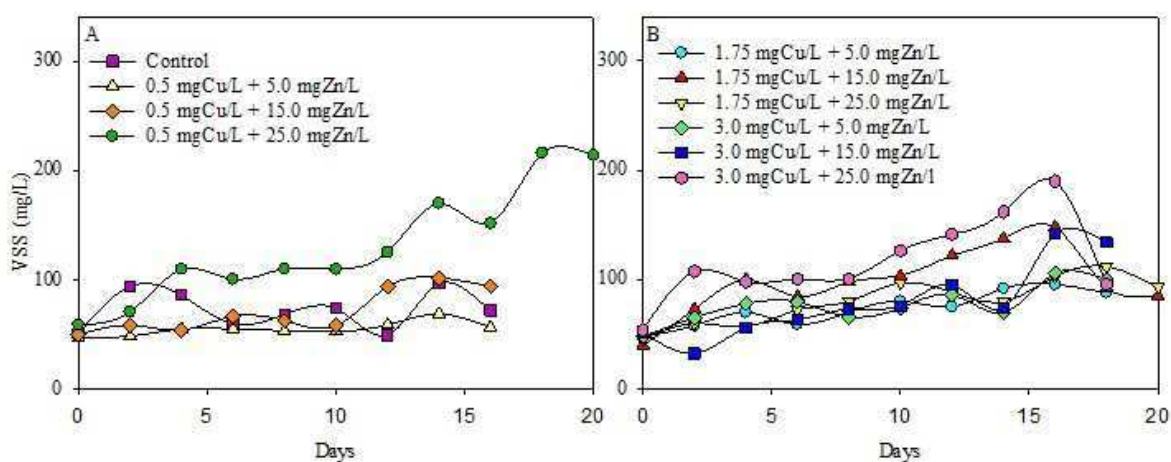 A
Control
0.5 mgCu/L + 5.0 mgZn/L
0.5 mgCu/L + 15.0 mgZn/L
0.5 mgCu/L + 25.0 mgZn/L
300
200
100
0
VSS (mg/L)
0 5 10 15 20
Days
B
1.75 mgCu/L + 5.0 mgZn/L
1.75 mgCu/L + 15.0 mgZn/L
1.75 mgCu/L + 25.0 mgZn/L
3.0 mgCu/L + 5.0 mgZn/L
3.0 mgCu/L + 15.0 mgZn/L
3.0 mgCu/L + 25.0 mgZn/l
300
200
100
0
0 5 10 15 20
Days